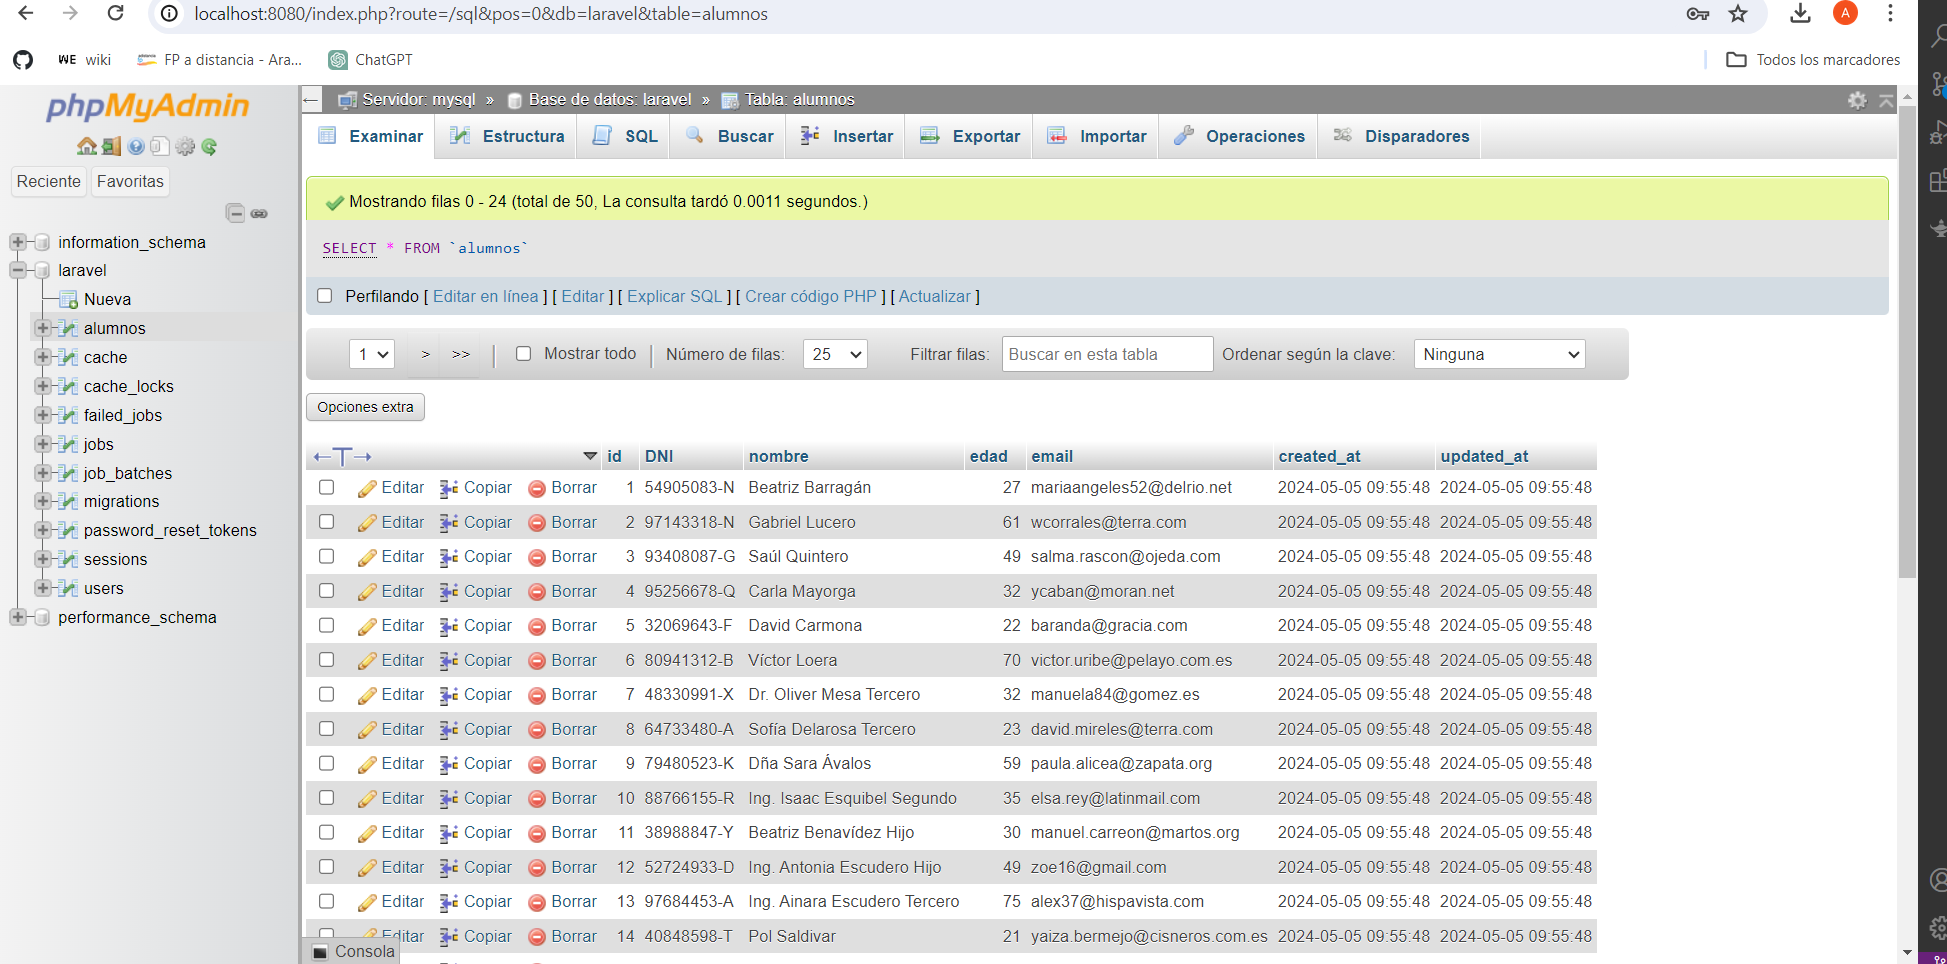 localhost:8080/index.php?route=/sql&pos=0&db=laravel&table=alumnos
A
WE wiki FP a distancia - Ara... ChatGPT Todos los marcadores
phpMyAdmin
Reciente Favoritas
information_schema
laravel
Nueva
alumnos
cache
cache_locks
failed_jobs
jobs
job_batches
migrations
password_reset_tokens
sessions
users
performance_schema
Servidor: mysql » Base de datos: laravel » Tabla: alumnos
Examinar Estructura SQL Buscar Insertar Exportar Importar Operaciones Disparadores
Mostrando filas 0 - 24 (total de 50, La consulta tardó 0.0011 segundos.)
SELECT * FROM `alumnos`
Perfilando [ Editar en línea ] [ Editar ] [ Explicar SQL ] [ Crear código PHP ] [ Actualizar ]
1 > >> | Mostrar todo | Número de filas: 25 Filtrar filas: Buscar en esta tabla Ordenar según la clave: Ninguna
Opciones extra
←T→ id DNI nombre edad email created_at updated_at
Editar Copiar Borrar 1 54905083-N Beatriz Barragán 27 mariaangeles52@delrio.net 2024-05-05 09:55:48 2024-05-05 09:55:48
Editar Copiar Borrar 2 97143318-N Gabriel Lucero 61 wcorrales@terra.com 2024-05-05 09:55:48 2024-05-05 09:55:48
Editar Copiar Borrar 3 93408087-G Saúl Quintero 49 salma.rascon@ojeda.com 2024-05-05 09:55:48 2024-05-05 09:55:48
Editar Copiar Borrar 4 95256678-Q Carla Mayorga 32 ycaban@moran.net 2024-05-05 09:55:48 2024-05-05 09:55:48
Editar Copiar Borrar 5 32069643-F David Carmona 22 baranda@gracia.com 2024-05-05 09:55:48 2024-05-05 09:55:48
Editar Copiar Borrar 6 80941312-B Víctor Loera 70 victor.uribe@pelayo.com.es 2024-05-05 09:55:48 2024-05-05 09:55:48
Editar Copiar Borrar 7 48330991-X Dr. Oliver Mesa Tercero 32 manuela84@gomez.es 2024-05-05 09:55:48 2024-05-05 09:55:48
Editar Copiar Borrar 8 64733480-A Sofía Delarosa Tercero 23 david.mireles@terra.com 2024-05-05 09:55:48 2024-05-05 09:55:48
Editar Copiar Borrar 9 79480523-K Dña Sara Ávalos 59 paula.alicea@zapata.org 2024-05-05 09:55:48 2024-05-05 09:55:48
Editar Copiar Borrar 10 88766155-R Ing. Isaac Esquibel Segundo 35 elsa.rey@latinmail.com 2024-05-05 09:55:48 2024-05-05 09:55:48
Editar Copiar Borrar 11 38988847-Y Beatriz Benavídez Hijo 30 manuel.carreon@martos.org 2024-05-05 09:55:48 2024-05-05 09:55:48
Editar Copiar Borrar 12 52724933-D Ing. Antonia Escudero Hijo 49 zoe16@gmail.com 2024-05-05 09:55:48 2024-05-05 09:55:48
Editar Copiar Borrar 13 97684453-A Ing. Ainara Escudero Tercero 75 alex37@hispavista.com 2024-05-05 09:55:48 2024-05-05 09:55:48
Editar Copiar Borrar 14 40848598-T Pol Saldivar 21 yaiza.bermejo@cisneros.com.es 2024-05-05 09:55:48 2024-05-05 09:55:48
Consola